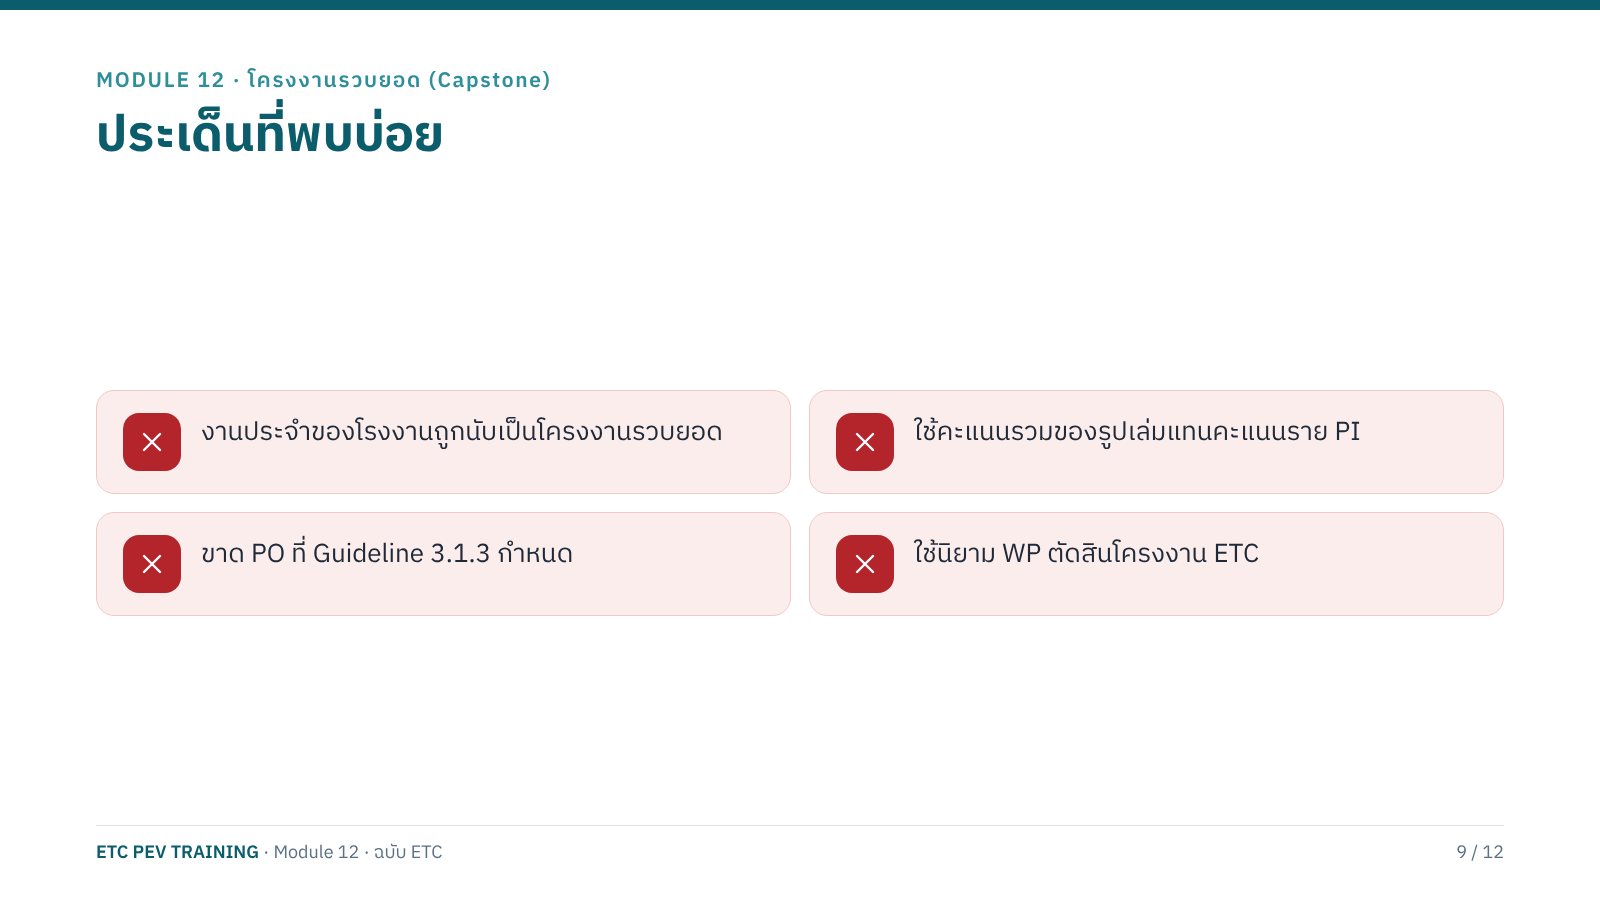 MODULE 12 · โครงงานรวบยอด (Capstone)
ประเด็นที่พบบ่อย
งานประจำของโรงงานถูกนับเป็นโครงงานรวบยอด
ใช้คะแนนรวมของรูปเล่มแทนคะแนนราย PI
ขาด PO ที่ Guideline 3.1.3 กำหนด
ใช้นิยาม WP ตัดสินโครงงาน ETC
ETC PEV TRAINING · Module 12 · ฉบับ ETC
9 / 12